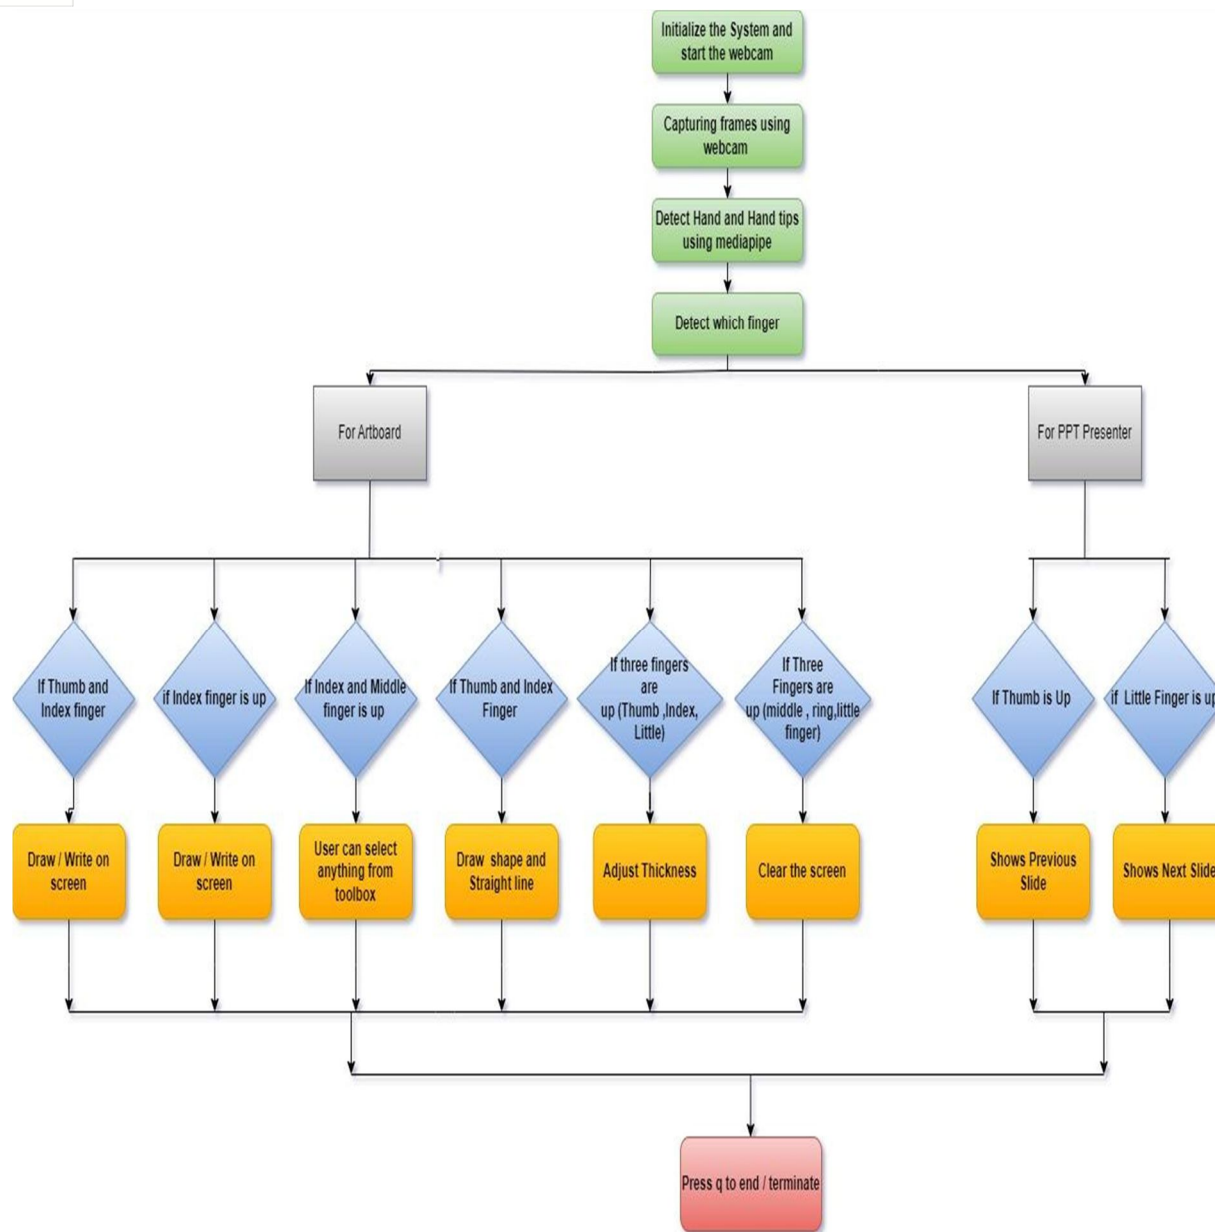 Initialize the System and
start the webcam
Capturing frames using
webcam
Detect Hand and Hand tips
using mediapipe
Detect which finger
For Artboard
For PPT Presenter
If Thumb and
Index finger
if Index finger is up
If Index and Middle
finger is up
If Thumb and Index
Finger
If three fingers
are
up (Thumb ,Index,
Little)
If Three
Fingers are
up (middle , ring,little
finger)
If Thumb is Up
if Little Finger is up
Draw / Write on
screen
Draw / Write on
screen
User can select
anything from
toolbox
Draw shape and
Straight line
Adjust Thickness
Clear the screen
Shows Previous
Slide
Shows Next Slide
Press q to end / terminate